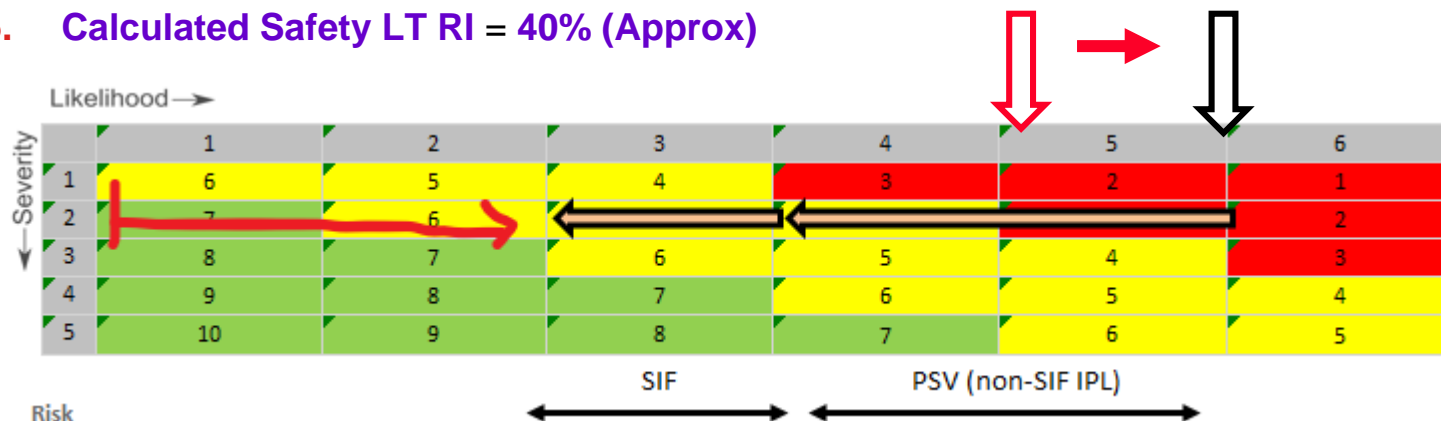 Calculated Safety LT RI = 40% (Approx)
Likelihood
Severity
1 2 3 4 5 6
1 6 5 4 3 2 1
2 7 6 2
3 8 7 6 5 4 3
4 9 8 7 6 5 4
5 10 9 8 7 6 5
SIF PSV (non-SIF IPL)
Risk